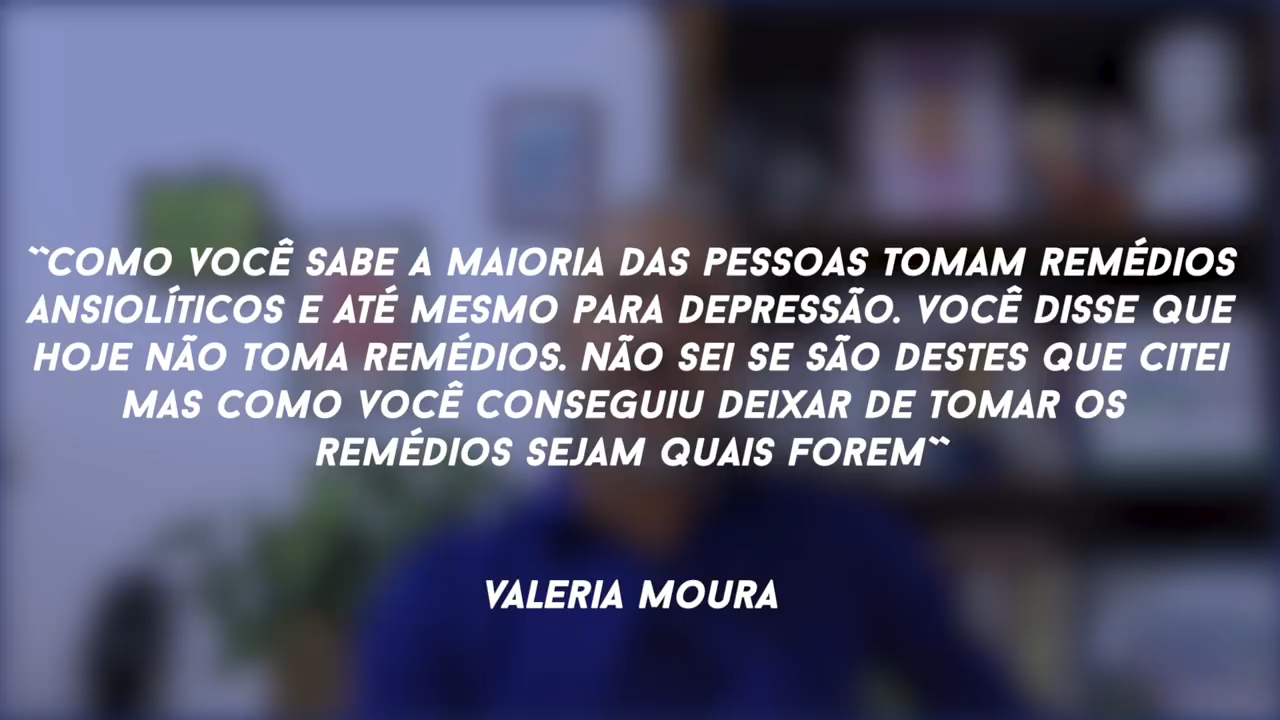 ``COMO VOCÊ SABE A MAIORIA DAS PESSOAS TOMAM REMÉDIOS
ANSIOLÍTICOS E ATÉ MESMO PARA DEPRESSÃO. VOCÊ DISSE QUE
HOJE NÃO TOMA REMÉDIOS. NÃO SEI SE SÃO DESTES QUE CITEI
MAS COMO VOCÊ CONSEGUIU DEIXAR DE TOMAR OS
REMÉDIOS SEJAM QUAIS FOREM``
VALERIA MOURA